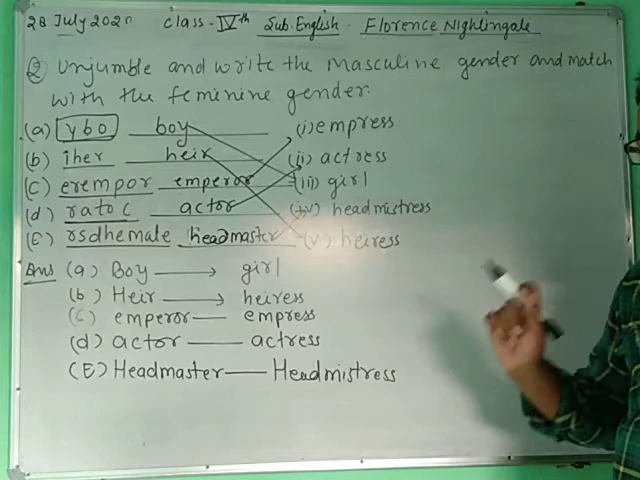 28 July 2020 Class - IVth Sub. English - Florence Nightingale
Q Unjumble and write the Masculine gender and match
with the feminine gender.
(a) ybo boy (i) empress
(b) iher heir (ii) actress
(C) erempor emperor (iii) girl
(d) rato c actor (iv) headmistress
(E) rsdhemate headmaster (v) heiress
Ans (a) Boy → girl
(b) Heir → heiress
(C) emperor — empress
(d) actor — actress
(E) Headmaster — Headmistress